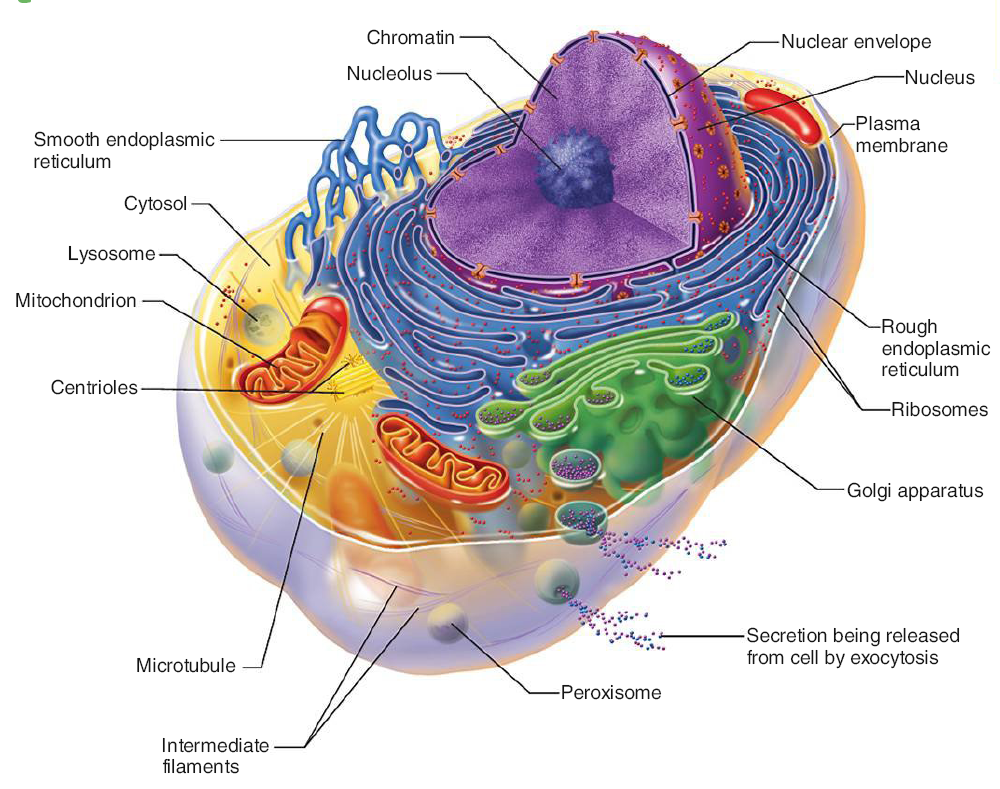 Chromatin
Nucleolus
Smooth endoplasmic
reticulum
Cytosol
Lysosome
Mitochondrion
Centrioles
Microtubule
Intermediate
filaments
Nuclear envelope
Nucleus
Plasma
membrane
Rough
endoplasmic
reticulum
Ribosomes
Golgi apparatus
Secretion being released
from cell by exocytosis
Peroxisome